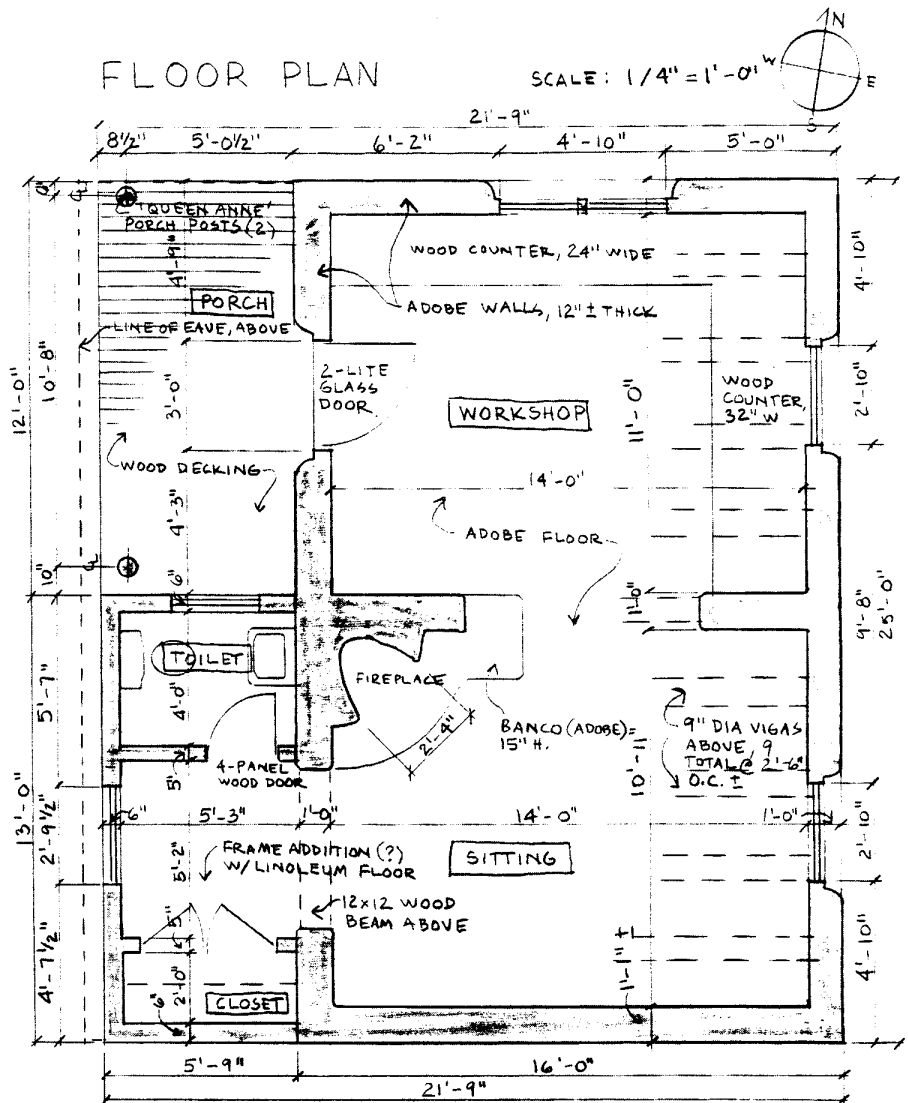 FLOOR PLAN
SCALE: 1/4" = 1'-0"
N
W
E
S
21'-9"
8½"
5'-0½"
6'-2"
4'-10"
5'-0"
'QUEEN ANNE'
PORCH POSTS (2)
4'-9"
PORCH
LINE OF EAVE, ABOVE
WOOD COUNTER, 24" WIDE
ADOBE WALLS, 12" ± THICK
4'-10"
12'-0"
10'-8"
3'-0"
2-LITE
GLASS
DOOR
WORKSHOP
11'-0"
WOOD
COUNTER,
32" W
2'-10"
WOOD DECKING
14'-0"
4'-3"
ADOBE FLOOR
10"
6"
1'-0"
9'-8"
25'-0"
TOILET
FIREPLACE
5'-7"
4'-0"
2'-4"
BANCO (ADOBE)=
15" H.
9" DIA VIGAS
ABOVE, 9
TOTAL @ 2'-6"
O.C. ±
4-PANEL
WOOD DOOR
5"
10'-11"
13'-0"
2'-9½"
6"
5'-3"
1'-0"
14'-0"
1'-0"
2'-10"
5'-2"
FRAME ADDITION (?)
W/ LINOLEUM FLOOR
SITTING
12x12 WOOD
BEAM ABOVE
5"
4'-7½"
2'-10"
CLOSET
6"
1'-1" ±
4'-10"
5'-9"
16'-0"
21'-9"